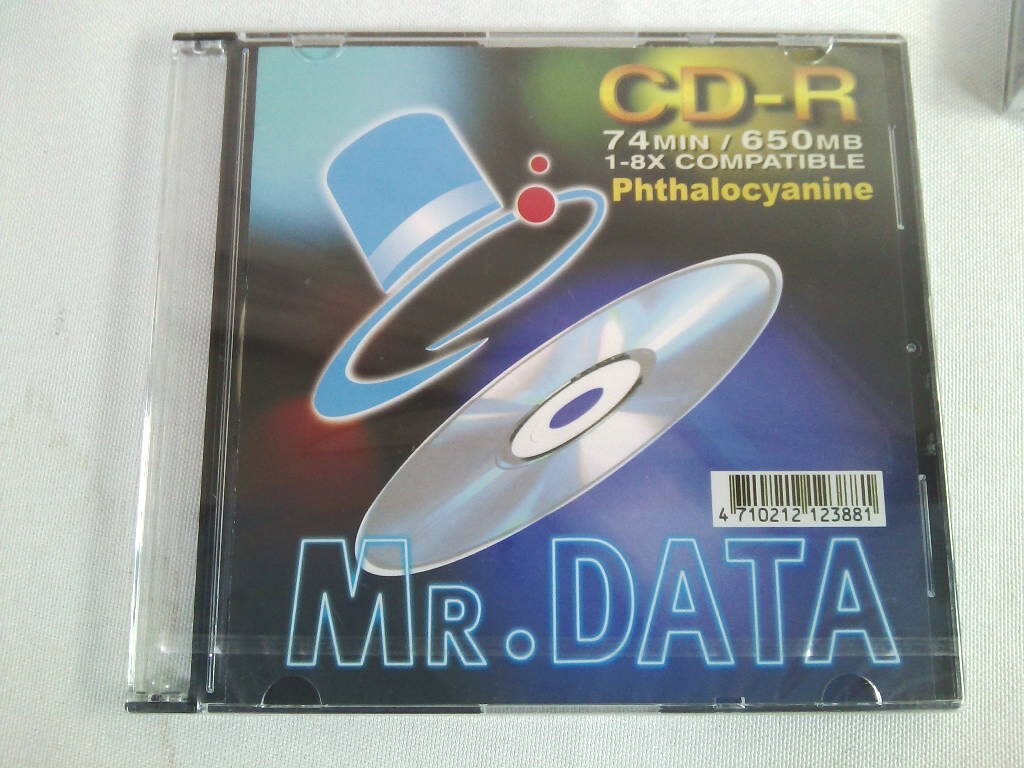 CD-R
74MIN / 650MB
1-8X COMPATIBLE
Phthalocyanine
4 710212 123881
MR.DATA